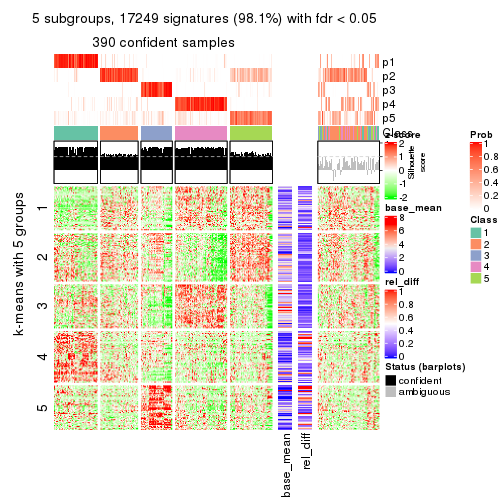 5 subgroups, 17249 signatures (98.1%) with fdr < 0.05
390 confident samples
p1
p2
p3
p4
p5
Class
Silhouette
score
k-means with 5 groups
1
2
3
4
5
base_mean
rel_diff
z-score
2
1
0
-1
-2
base_mean
8
6
4
2
0
rel_diff
1
0.8
0.6
0.4
0.2
0
Status (barplots)
confident
ambiguous
Prob
1
0.8
0.6
0.4
0.2
0
Class
1
2
3
4
5